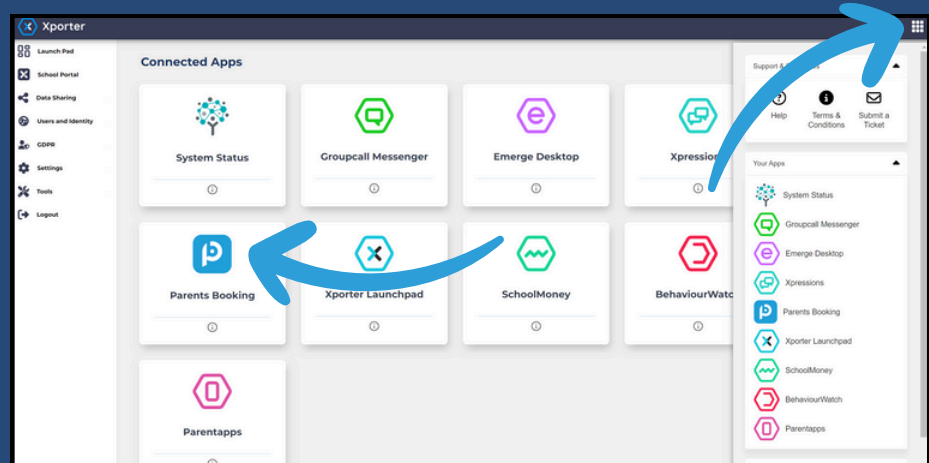 Xporter
Launch Pad
School Portal
Data Sharing
Users and Identity
GDPR
Settings
Tools
Logout
Connected Apps
System Status
Groupcall Messenger
Emerge Desktop
Xpression
Parents Booking
Xporter Launchpad
SchoolMoney
BehaviourWatc
Parentapps
Support &
Help
Terms &
Conditions
Submit a
Ticket
Your Apps
System Status
Groupcall Messenger
Emerge Desktop
Xpressions
Parents Booking
Xporter Launchpad
SchoolMoney
BehaviourWatch
Parentapps